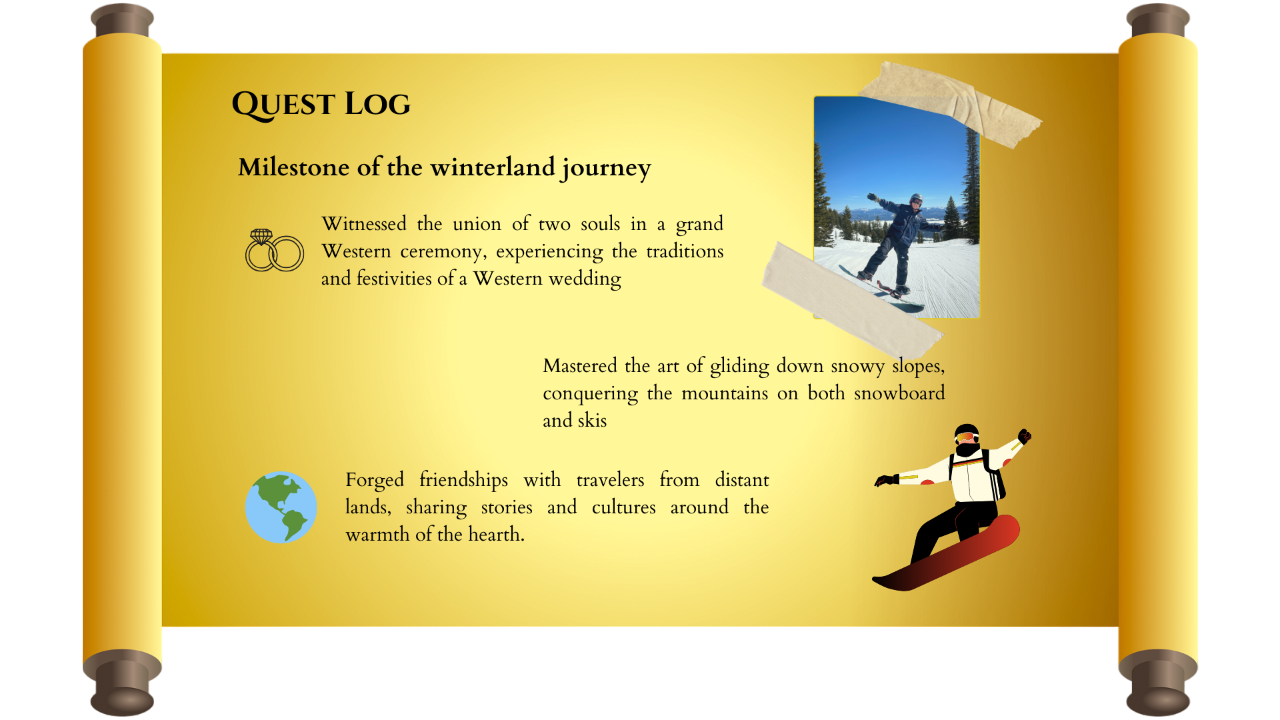 Quest Log
Milestone of the winterland journey
Witnessed the union of two souls in a grand
Western ceremony, experiencing the traditions
and festivities of a Western wedding
Mastered the art of gliding down snowy slopes,
conquering the mountains on both snowboard
and skis
Forged friendships with travelers from distant
lands, sharing stories and cultures around the
warmth of the hearth.